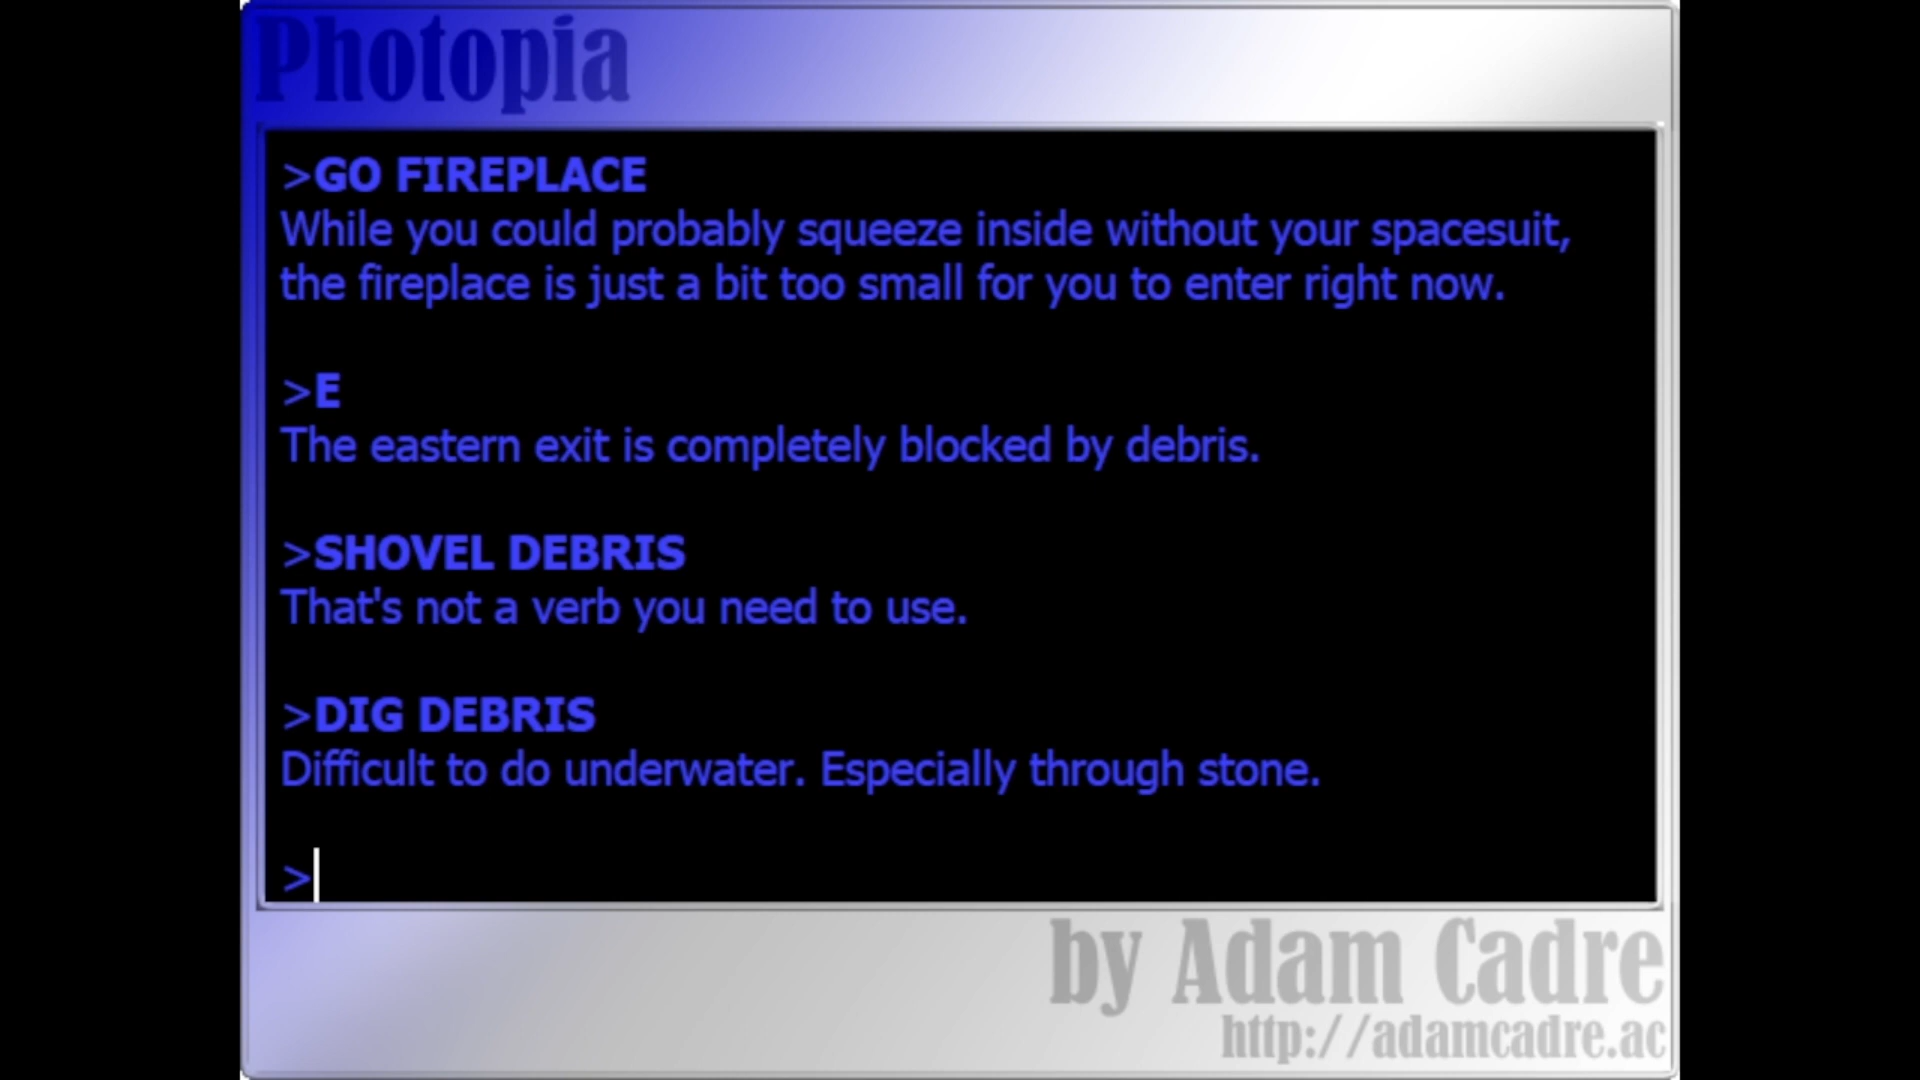 Photopia
>GO FIREPLACE
While you could probably squeeze inside without your spacesuit,
the fireplace is just a bit too small for you to enter right now.
>E
The eastern exit is completely blocked by debris.
>SHOVEL DEBRIS
That's not a verb you need to use.
>DIG DEBRIS
Difficult to do underwater. Especially through stone.
>
by Adam Cadre
http://adamcadre.ac